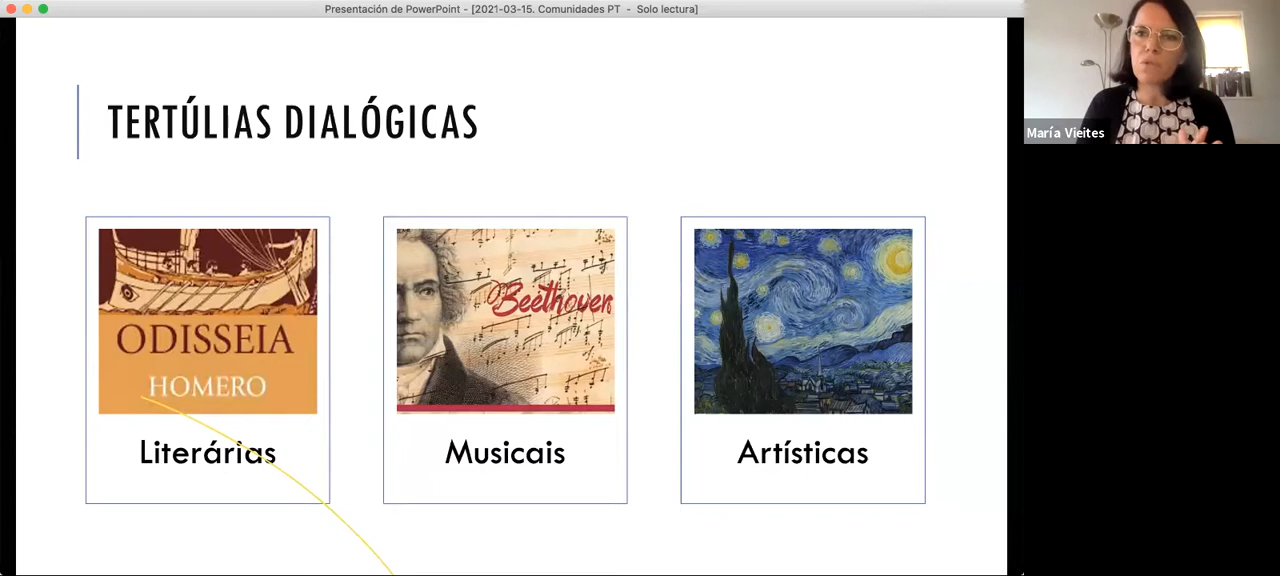 Presentación de PowerPoint - [2021-03-15. Comunidades PT - Solo lectura]
TERTÚLIAS DIALÓGICAS
ODISSEIA
HOMERO
Literárias
Beethoven
Musicais
Artísticas
María Vieites